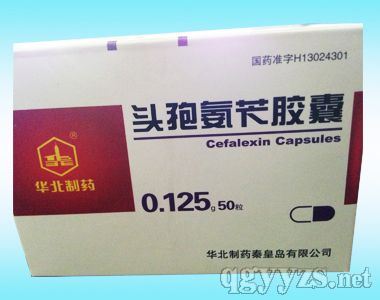 国药准字H13024301
头孢氨苄胶囊
Cefalexin Capsules
®
华北制药
0.125g 50粒
华北制药秦皇岛有限公司
qgyyzs.net